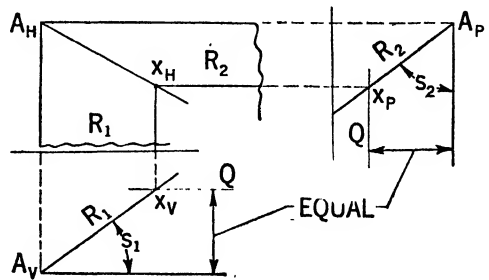 A_H
A_P
X_H
R_2
R_2
X_P
S_2
R_1
Q
Q
R_1
X_V
EQUAL
S_1
A_V